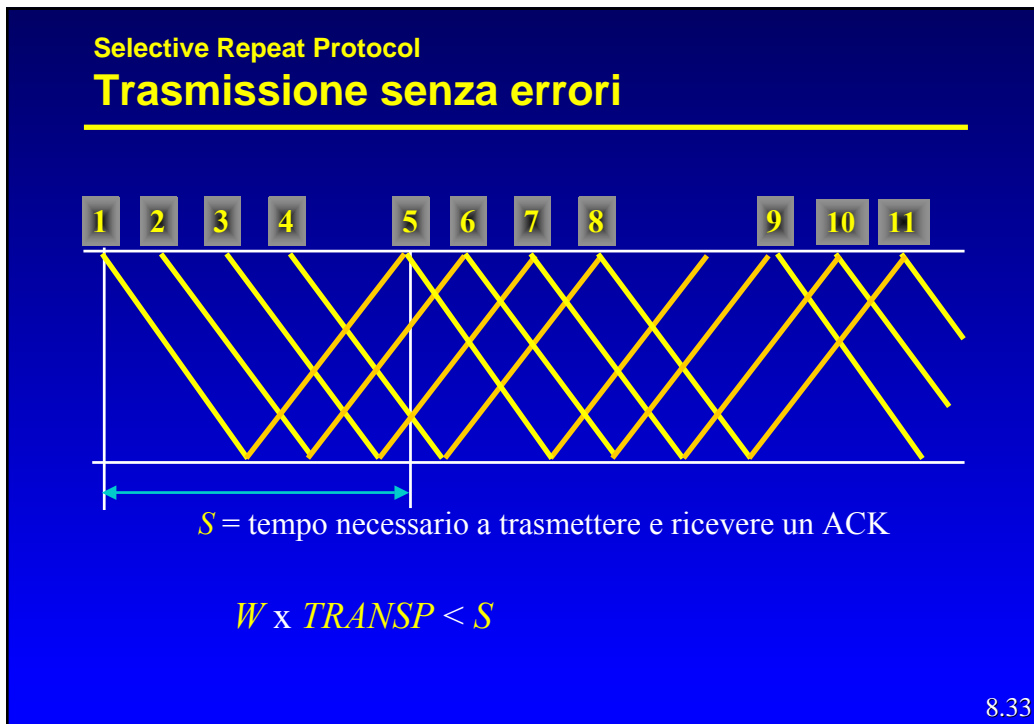 Selective Repeat Protocol
Trasmissione senza errori
1 2 3 4 5 6 7 8 9 10 11
S = tempo necessario a trasmettere e ricevere un ACK
W x TRANSP < S
8.33